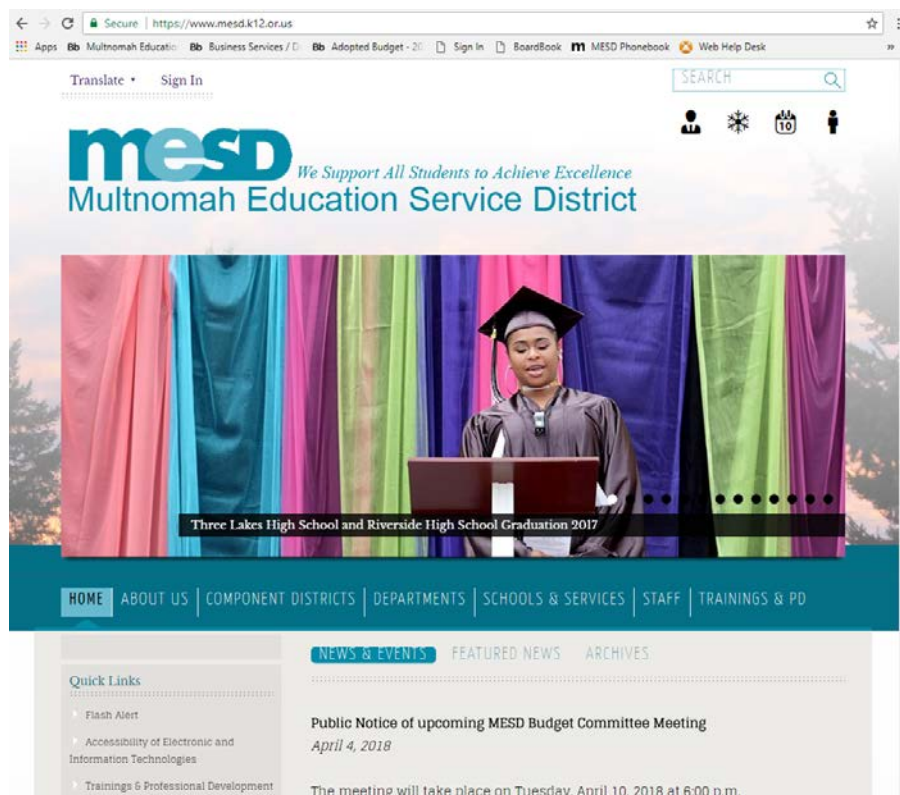 Secure | https://www.mesd.k12.or.us
Apps Bb Multnomah Educatio Bb Business Services / D Bb Adopted Budget - 20 Sign In BoardBook m MESD Phonebook Web Help Desk »
Translate Sign In
SEARCH
10
mesd We Support All Students to Achieve Excellence
Multnomah Education Service District
Three Lakes High School and Riverside High School Graduation 2017
HOME ABOUT US COMPONENT DISTRICTS DEPARTMENTS SCHOOLS & SERVICES STAFF TRAININGS & PD
NEWS & EVENTS FEATURED NEWS ARCHIVES
Quick Links
Flash Alert
Accessibility of Electronic and
Information Technologies
Trainings & Professional Development
Public Notice of upcoming MESD Budget Committee Meeting
April 4, 2018
The meeting will take place on Tuesday, April 10, 2018 at 6:00 p.m.